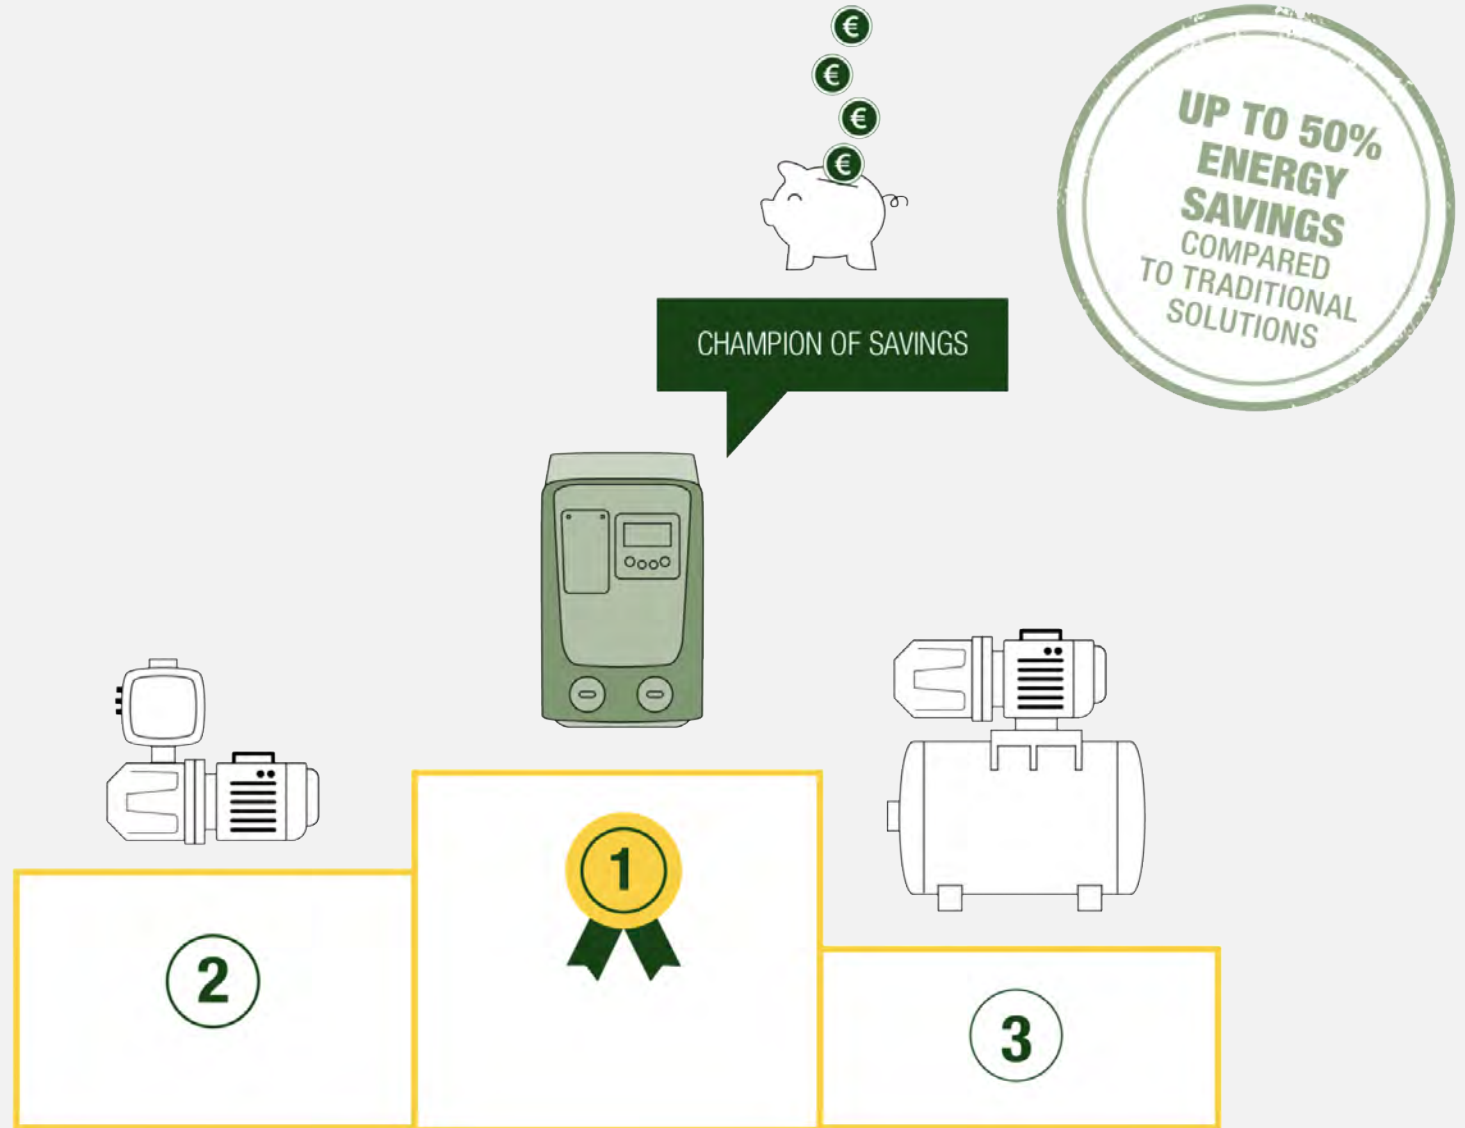 €
€
€
€
UP TO 50%
ENERGY
SAVINGS
COMPARED
TO TRADITIONAL
SOLUTIONS
CHAMPION OF SAVINGS
1
2
3